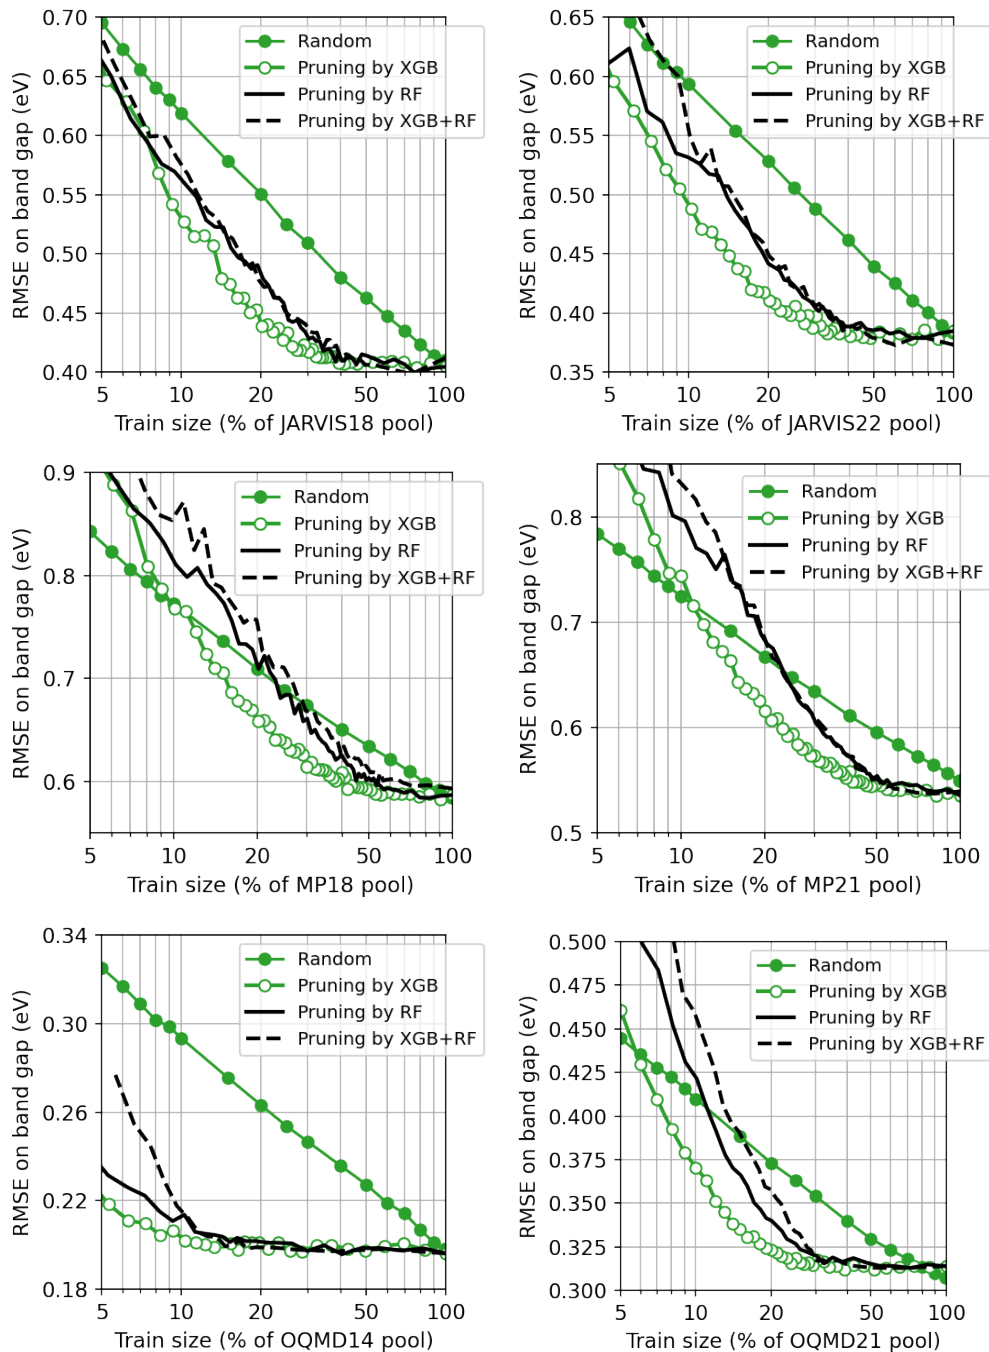 RMSE on band gap (eV)
0.70
0.65
0.60
0.55
0.50
0.45
0.40
Random
Pruning by XGB
Pruning by RF
Pruning by XGB+RF
5 10 20 50 100
Train size (% of JARVIS18 pool)
RMSE on band gap (eV)
0.65
0.60
0.55
0.50
0.45
0.40
0.35
Random
Pruning by XGB
Pruning by RF
Pruning by XGB+RF
5 10 20 50 100
Train size (% of JARVIS22 pool)
RMSE on band gap (eV)
0.9
0.8
0.7
0.6
Random
Pruning by XGB
Pruning by RF
Pruning by XGB+RF
5 10 20 50 100
Train size (% of MP18 pool)
RMSE on band gap (eV)
0.8
0.7
0.6
0.5
Random
Pruning by XGB
Pruning by RF
Pruning by XGB+RF
5 10 20 50 100
Train size (% of MP21 pool)
RMSE on band gap (eV)
0.34
0.30
0.26
0.22
0.18
Random
Pruning by XGB
Pruning by RF
Pruning by XGB+RF
5 10 20 50 100
Train size (% of OQMD14 pool)
RMSE on band gap (eV)
0.500
0.475
0.450
0.425
0.400
0.375
0.350
0.325
0.300
Random
Pruning by XGB
Pruning by RF
Pruning by XGB+RF
5 10 20 50 100
Train size (% of OQMD21 pool)